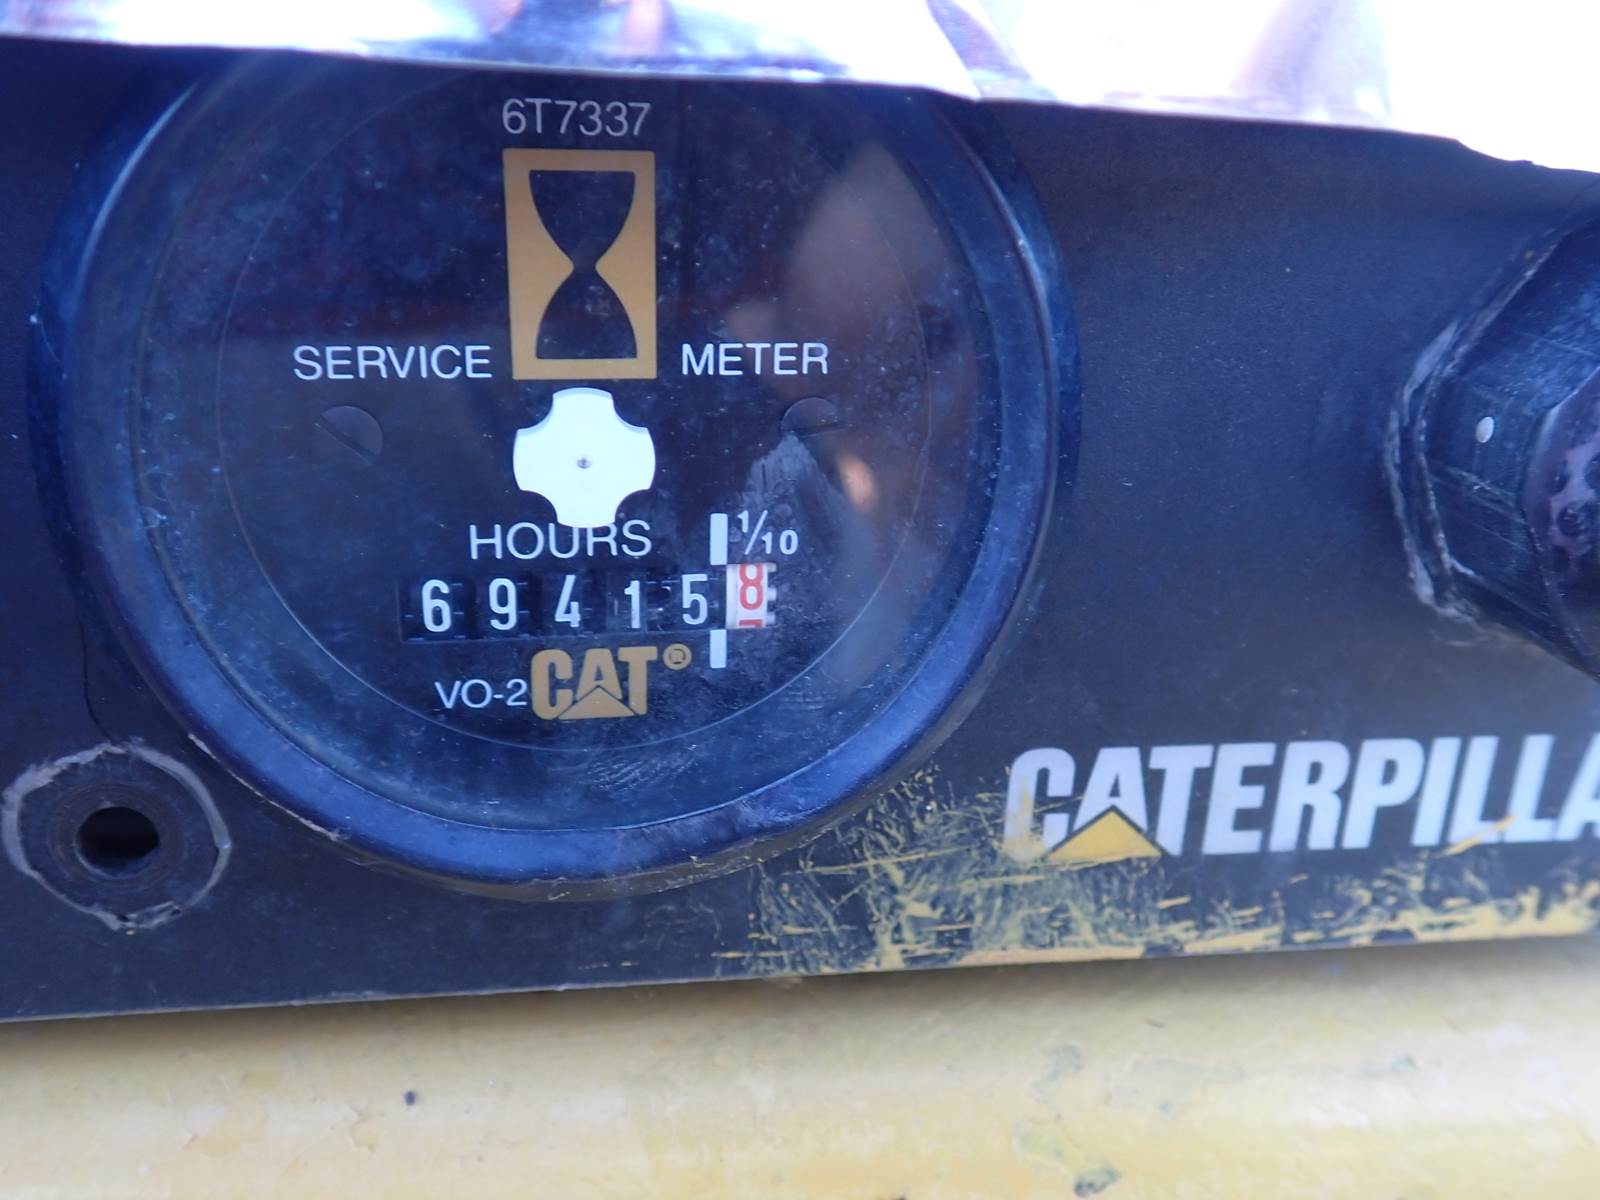 6T7337
SERVICE METER
HOURS 1/10
6 9 4 1 5 8
VO-2 CAT®
CATERPILLA